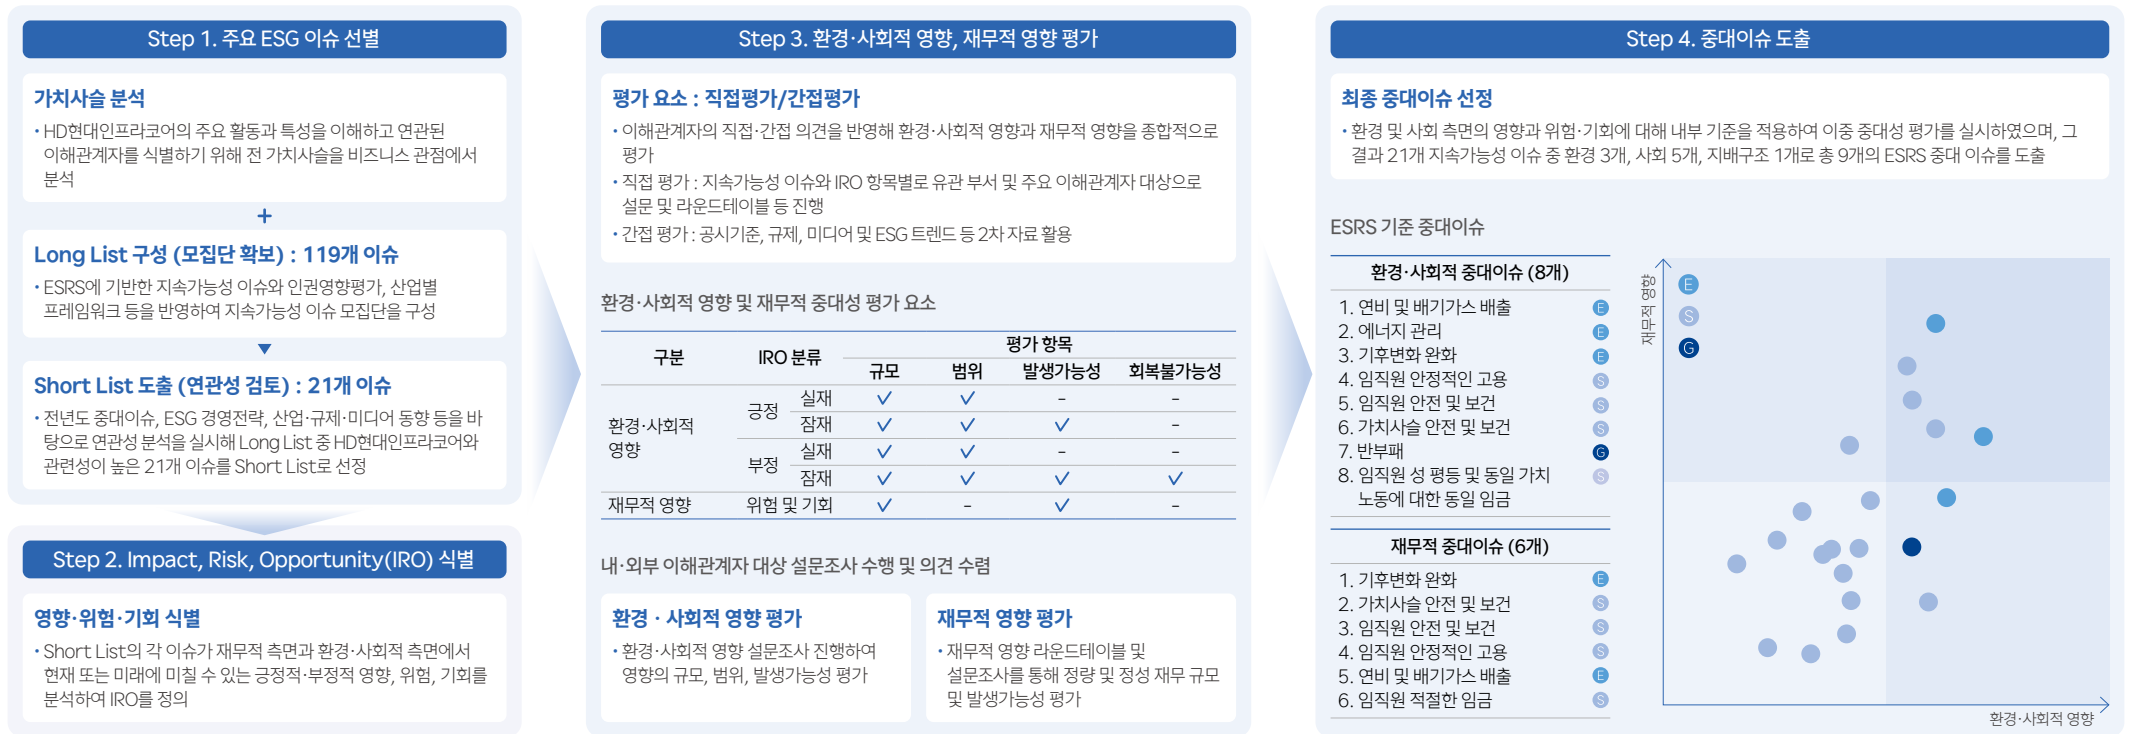 Step 1. 주요 ESG 이슈 선별
가치사슬 분석
• HD현대인프라코어의 주요 활동과 특성을 이해하고 연관된
이해관계자를 식별하기 위해 전 가치사슬을 비즈니스 관점에서
분석
+
Long List 구성 (모집단 확보) : 119개 이슈
• ESRS에 기반한 지속가능성 이슈와 인권영향평가, 산업별
프레임워크 등을 반영하여 지속가능성 이슈 모집단을 구성
Short List 도출 (연관성 검토) : 21개 이슈
• 전년도 중대이슈, ESG 경영전략, 산업·규제·미디어 동향 등을 바
탕으로 연관성 분석을 실시해 Long List 중 HD현대인프라코어와
관련성이 높은 21개 이슈를 Short List로 선정
Step 2. Impact, Risk, Opportunity(IRO) 식별
영향·위험·기회 식별
• Short List의 각 이슈가 재무적 측면과 환경·사회적 측면에서
현재 또는 미래에 미칠 수 있는 긍정적·부정적 영향, 위험, 기회를
분석하여 IRO를 정의
Step 3. 환경·사회적 영향, 재무적 영향 평가
평가 요소 : 직접평가/간접평가
• 이해관계자의 직접·간접 의견을 반영해 환경·사회적 영향과 재무적 영향을 종합적으로
평가
• 직접 평가 : 지속가능성 이슈와 IRO 항목별로 유관 부서 및 주요 이해관계자 대상으로
설문 및 라운드테이블 등 진행
• 간접 평가 : 공시기준, 규제, 미디어 및 ESG 트렌드 등 2차 자료 활용
환경·사회적 영향 및 재무적 중대성 평가 요소
구분 IRO 분류 평가 항목
규모 범위 발생가능성 회복불가능성
환경·사회적 영향 긍정 실재 ✓ ✓ - -
잠재 ✓ ✓ ✓ -
부정 실재 ✓ ✓ - -
잠재 ✓ ✓ ✓ ✓
재무적 영향 위험 및 기회 ✓ - ✓ -
내·외부 이해관계자 대상 설문조사 수행 및 의견 수렴
환경 · 사회적 영향 평가
• 환경·사회적 영향 설문조사 진행하여
영향의 규모, 범위, 발생가능성 평가
재무적 영향 평가
• 재무적 영향 라운드테이블 및
설문조사를 통해 정량 및 정성 재무 규모
및 발생가능성 평가
Step 4. 중대이슈 도출
최종 중대이슈 선정
• 환경 및 사회 측면의 영향과 위험·기회에 대해 내부 기준을 적용하여 이중 중대성 평가를 실시하였으며, 그
결과 21개 지속가능성 이슈 중 환경 3개, 사회 5개, 지배구조 1개로 총 9개의 ESRS 중대 이슈를 도출
ESRS 기준 중대이슈
환경·사회적 중대이슈 (8개)
1. 연비 및 배기가스 배출 E
2. 에너지 관리 E
3. 기후변화 완화 E
4. 임직원 안정적인 고용 S
5. 임직원 안전 및 보건 S
6. 가치사슬 안전 및 보건 S
7. 반부패 G
8. 임직원 성 평등 및 동일 가치 S
노동에 대한 동일 임금
재무적 중대이슈 (6개)
1. 기후변화 완화 E
2. 가치사슬 안전 및 보건 S
3. 임직원 안전 및 보건 S
4. 임직원 안정적인 고용 S
5. 연비 및 배기가스 배출 E
6. 임직원 적절한 임금 S
재무적 영향
E
S
G
환경·사회적 영향